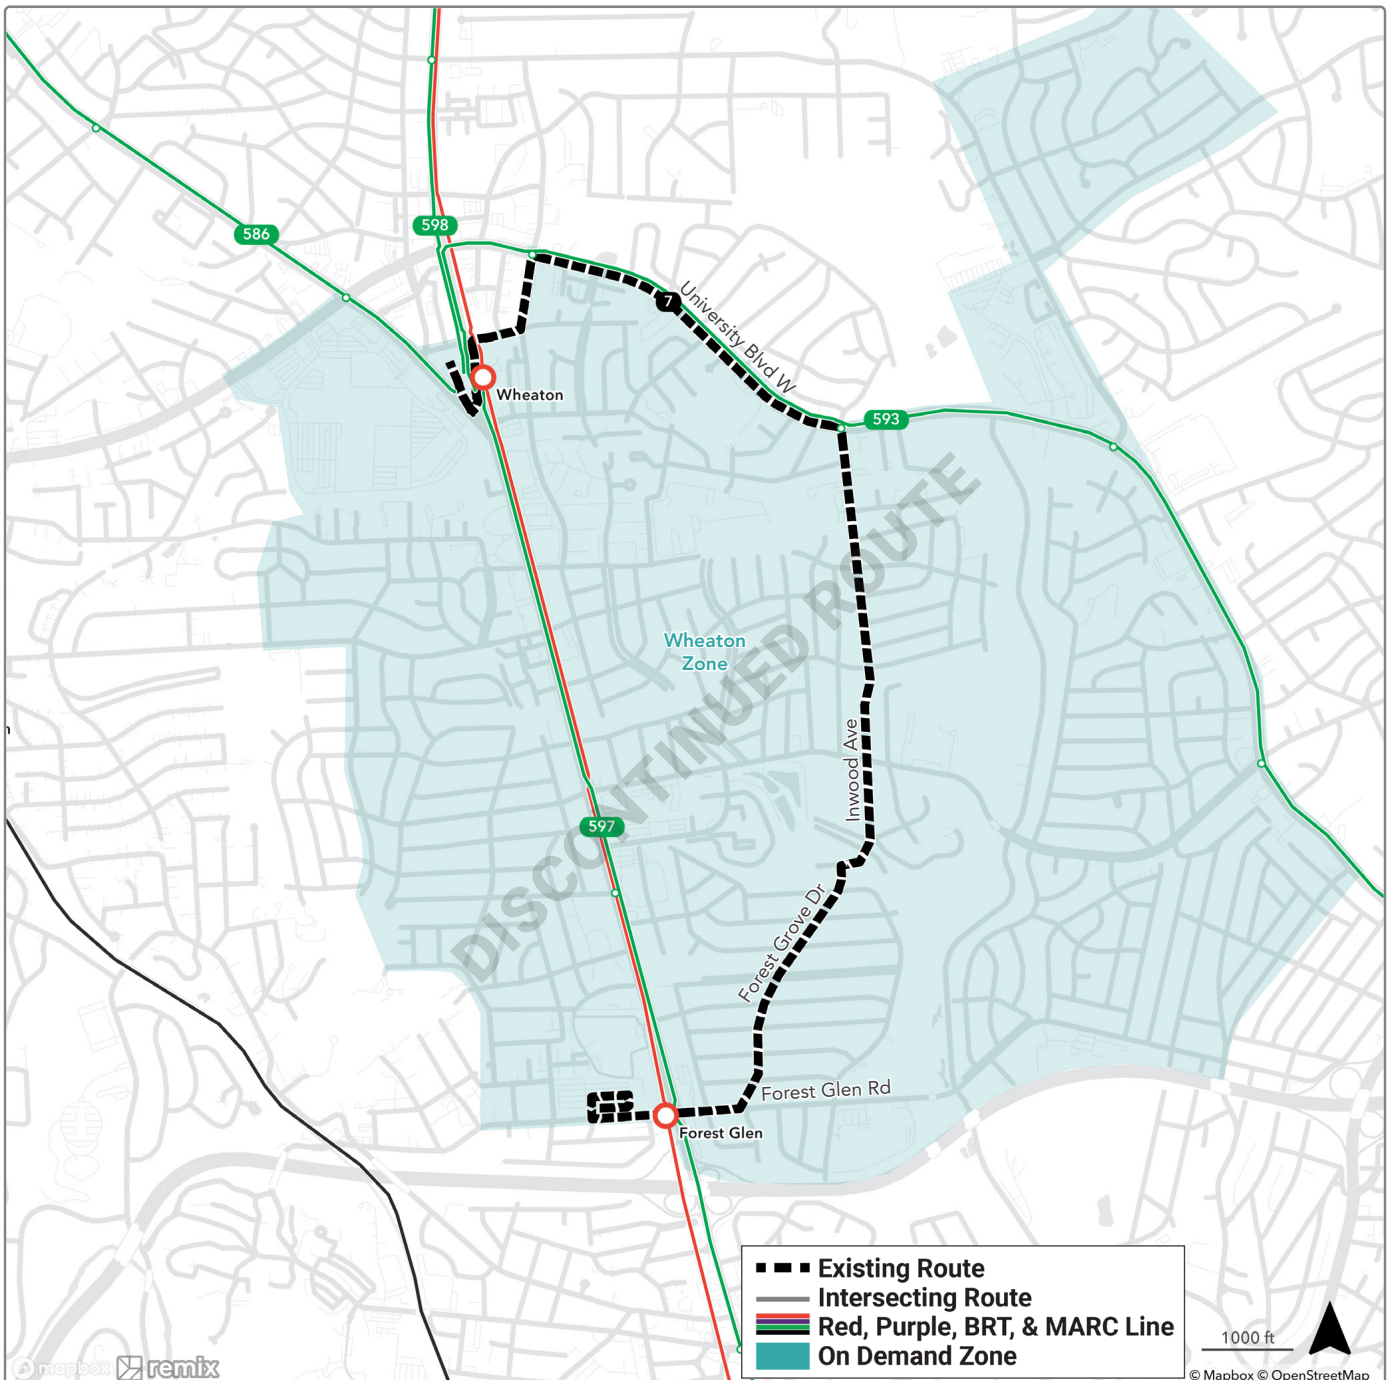 598
586
7
University Blvd W
Wheaton
593
Wheaton
Zone
DISCONTINUED ROUTE
Inwood Ave
597
Forest Grove Dr
Forest Glen Rd
Forest Glen
Existing Route
Intersecting Route
Red, Purple, BRT, & MARC Line
On Demand Zone
1000 ft
mapbox
remix
© Mapbox © OpenStreetMap